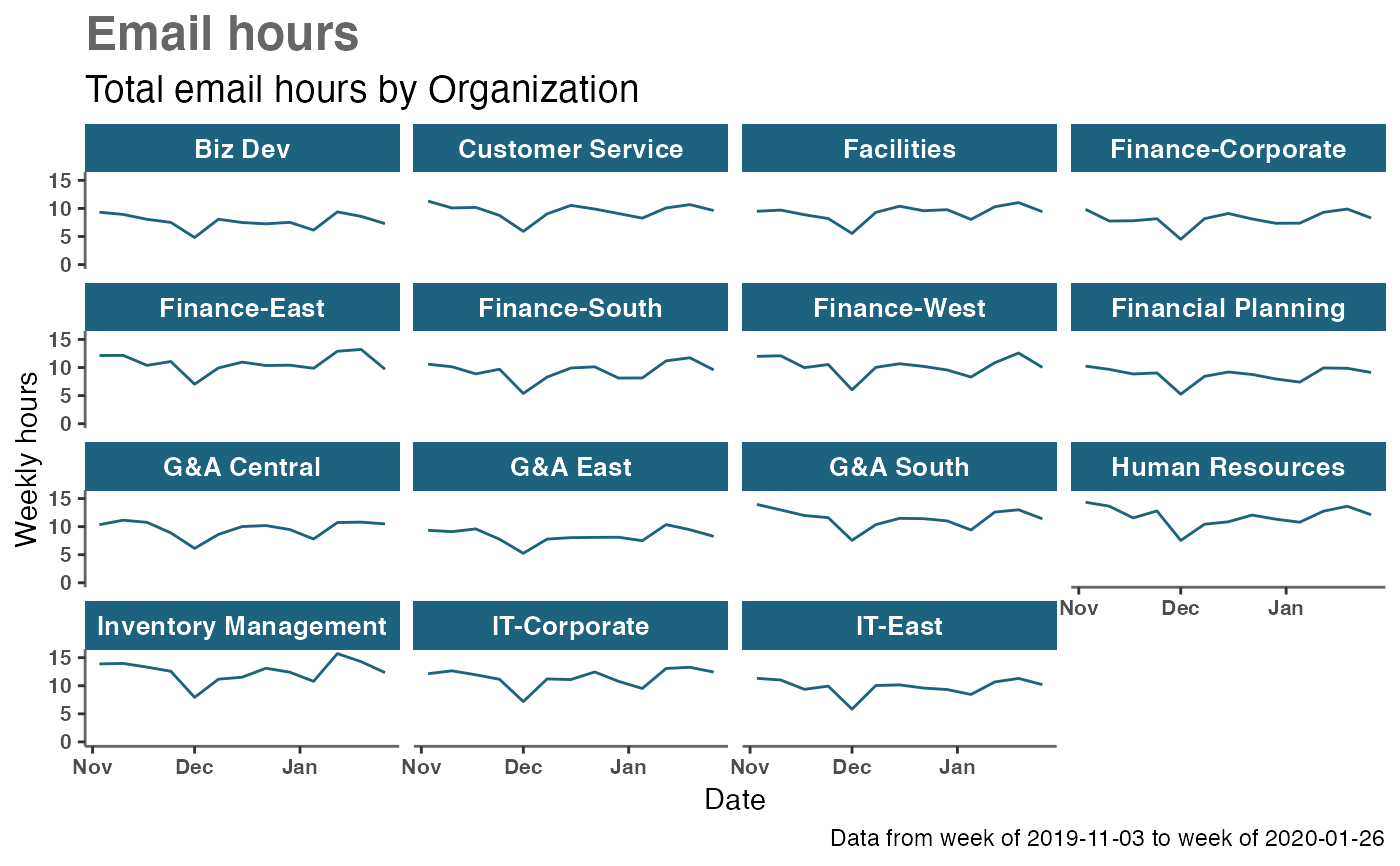 Email hours
Total email hours by Organization
Biz Dev Customer Service Facilities Finance-Corporate
15
10
5
0
Finance-East Finance-South Finance-West Financial Planning
15
10
5
0
Weekly hours
G&A Central G&A East G&A South Human Resources
15
10
5
0
Nov Dec Jan
Inventory Management IT-Corporate IT-East
15
10
5
0
Nov Dec Jan Nov Dec Jan Nov Dec Jan
Date
Data from week of 2019-11-03 to week of 2020-01-26